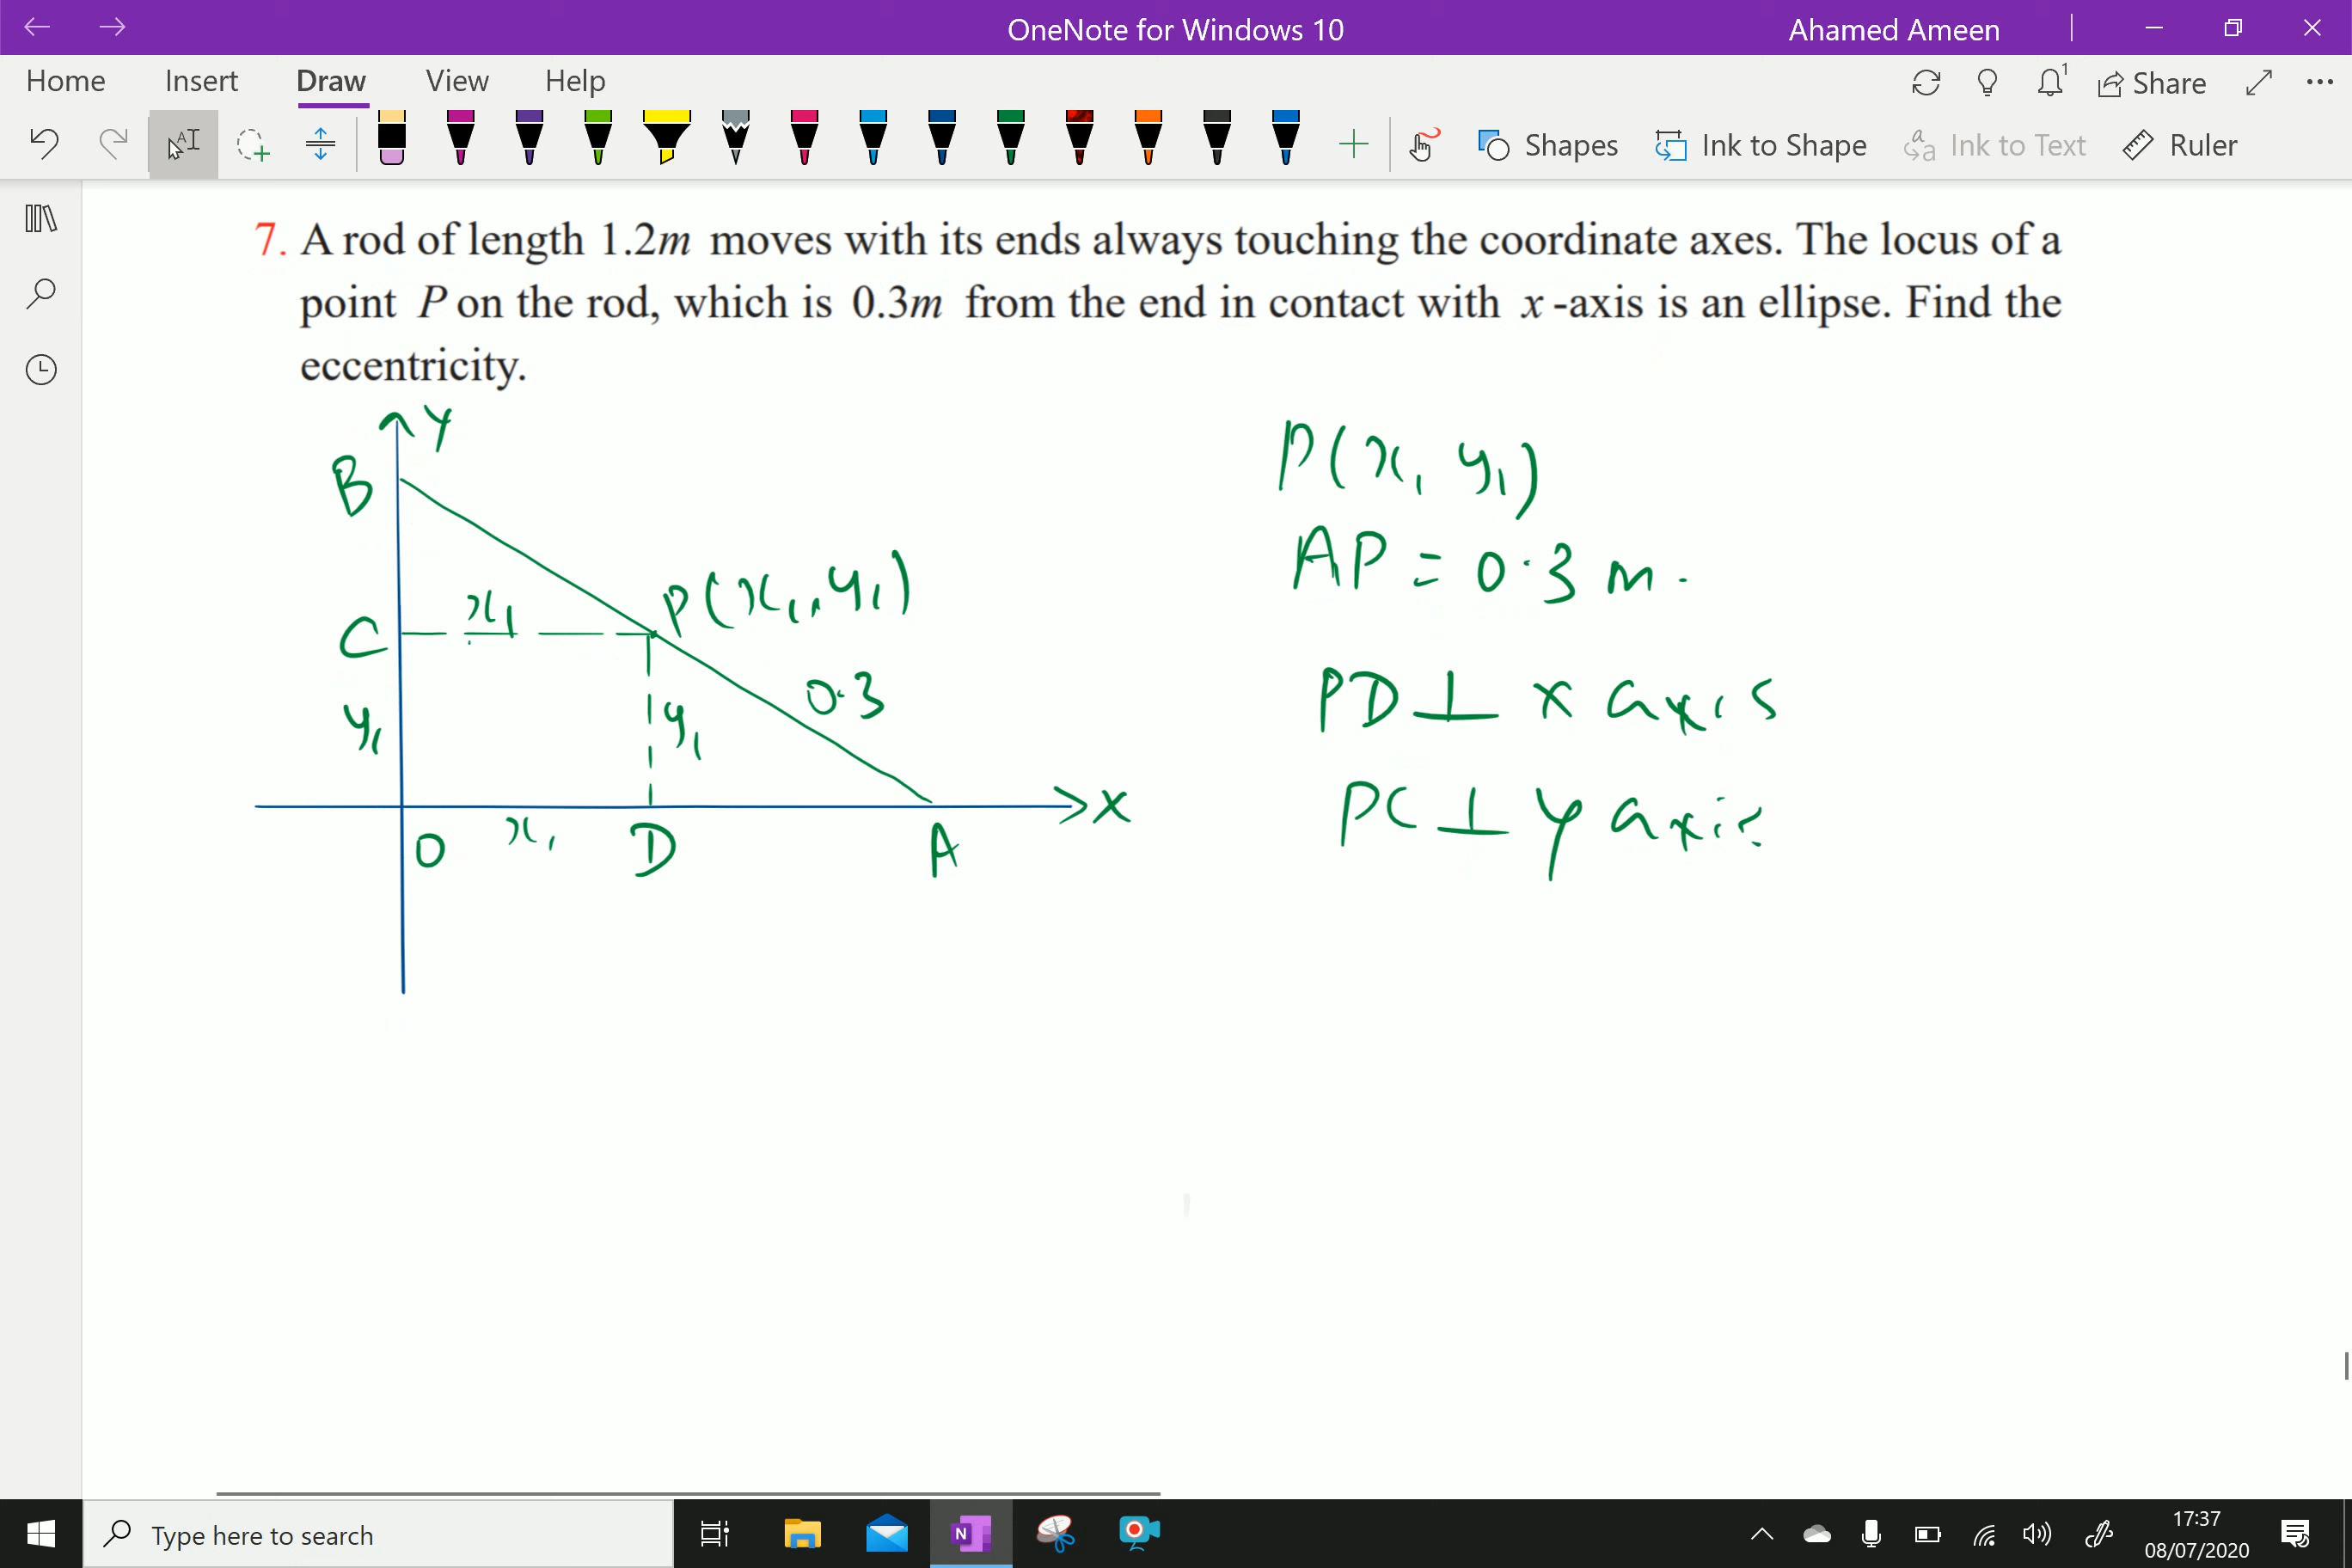 OneNote for Windows 10
Ahamed Ameen
Home Insert Draw View Help
1
Share
Shapes
Ink to Shape
Ink to Text
Ruler
7. A rod of length 1.2m moves with its ends always touching the coordinate axes. The locus of a
point P on the rod, which is 0.3m from the end in contact with x-axis is an ellipse. Find the
eccentricity.
Y
B
P(x₁, y₁)
x₁
C
0.3
y₁
y₁
X
O x₁ D A
P(x₁ y₁)
AP = 0.3 m.
PD ⊥ x axis
PC ⊥ y axis
Type here to search
N
17:37
08/07/2020